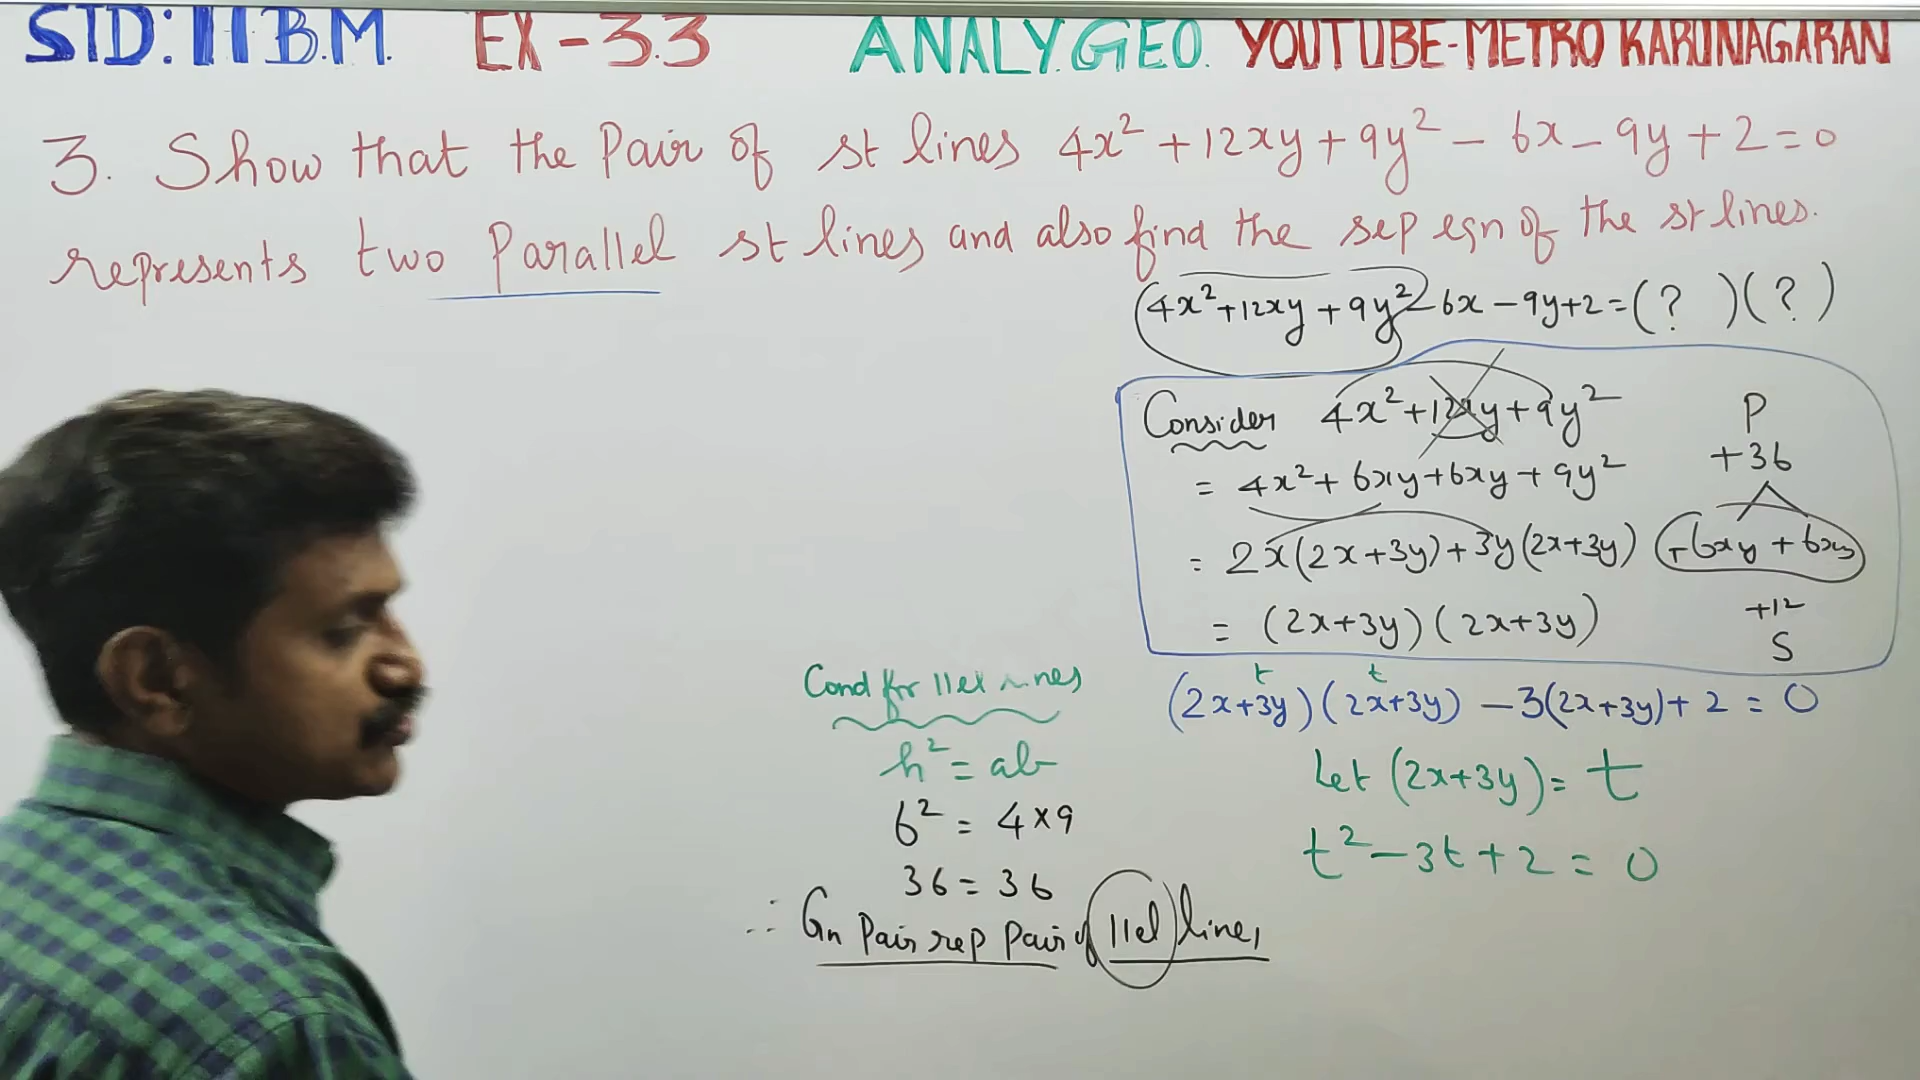 STD: 11 B.M. EX - 3.3 ANALY.GEO. YOUTUBE-METRO KARUNAGARAN
3. Show that the Pair of st lines 4x² + 12xy + 9y² - 6x - 9y + 2 = 0
represents two Parallel st lines and also find the sep eqn of the st lines.
(4x²+12xy+9y²) - 6x - 9y + 2 = (? )(? )
Consider 4x²+12xy+9y² P
= 4x² + 6xy + 6xy + 9y² +36
= 2x(2x+3y) + 3y(2x+3y) +6xy + 6xy
= (2x+3y)(2x+3y) +12
S
t t
(2x+3y)(2x+3y) - 3(2x+3y) + 2 = 0
Let (2x+3y) = t
t² - 3t + 2 = 0
Cond for llel lines
h² = ab
6² = 4×9
36 = 36
∴ Gn Pair rep Pair of llel lines